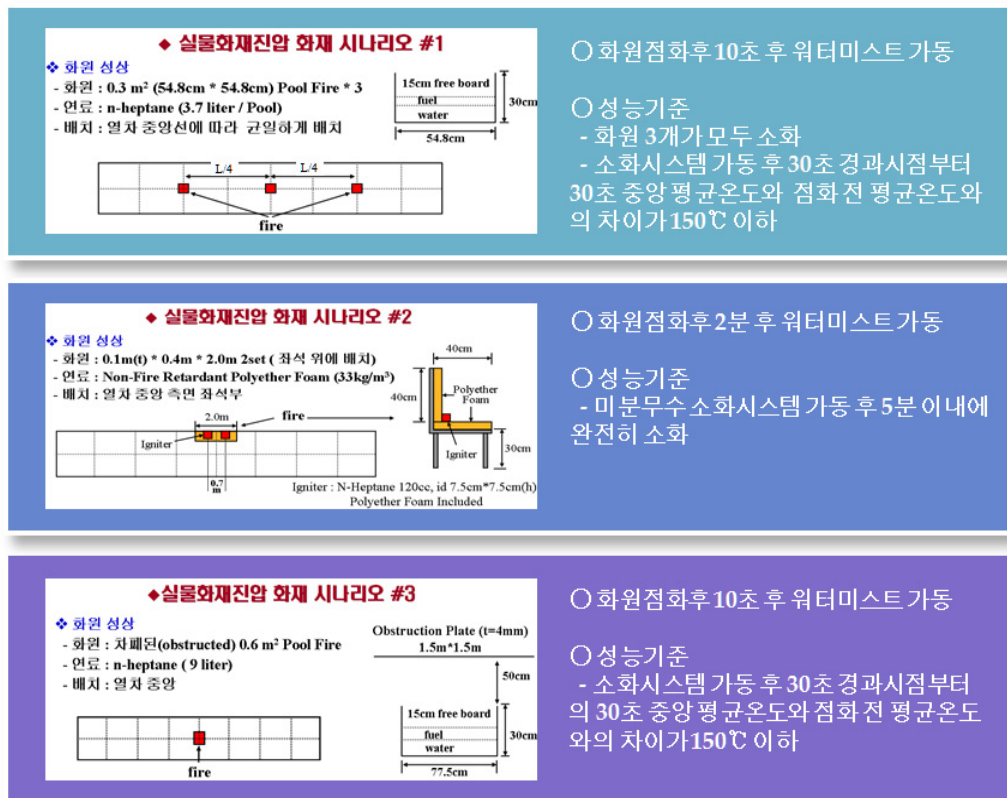 ◆ 실물화재진압 화재 시나리오 #1
❖ 화원 성상
- 화원 : 0.3 m² (54.8cm * 54.8cm) Pool Fire * 3
- 연료 : n-heptane (3.7 liter / Pool)
- 배치 : 열차 중앙선에 따라 균일하게 배치
15cm free board
fuel
water
30cm
54.8cm
L/4
L/4
fire
○ 화원점화후 10초 후 워터미스트 가동
○ 성능기준
- 화원 3개가 모두 소화
- 소화시스템 가동 후 30초 경과시점부터
30초 중앙 평균온도와 점화 전 평균온도와
의 차이가 150℃ 이하
◆ 실물화재진압 화재 시나리오 #2
❖ 화원 성상
- 화원 : 0.1m(t) * 0.4m * 2.0m 2set ( 좌석 위에 배치)
- 연료 : Non-Fire Retardant Polyether Foam (33kg/m³)
- 배치 : 열차 중앙 측면 좌석부
2.0m
fire
Igniter
0.7
m
40cm
40cm
Polyether
Foam
Igniter
30cm
Igniter : N-Heptane 120cc, id 7.5cm*7.5cm(h)
Polyether Foam Included
○ 화원점화후 2분 후 워터미스트 가동
○ 성능기준
- 미분무수 소화시스템 가동 후 5분 이내에
완전히 소화
◆실물화재진압 화재 시나리오 #3
❖ 화원 성상
- 화원 : 차폐된(obstructed) 0.6 m² Pool Fire
- 연료 : n-heptane ( 9 liter)
- 배치 : 열차 중앙
fire
Obstruction Plate (t=4mm)
1.5m*1.5m
50cm
15cm free board
fuel
water
30cm
77.5cm
○ 화원점화후 10초 후 워터미스트 가동
○ 성능기준
- 소화시스템 가동 후 30초 경과시점부터
의 30초 중앙 평균온도와 점화 전 평균온도
와의 차이가 150℃ 이하